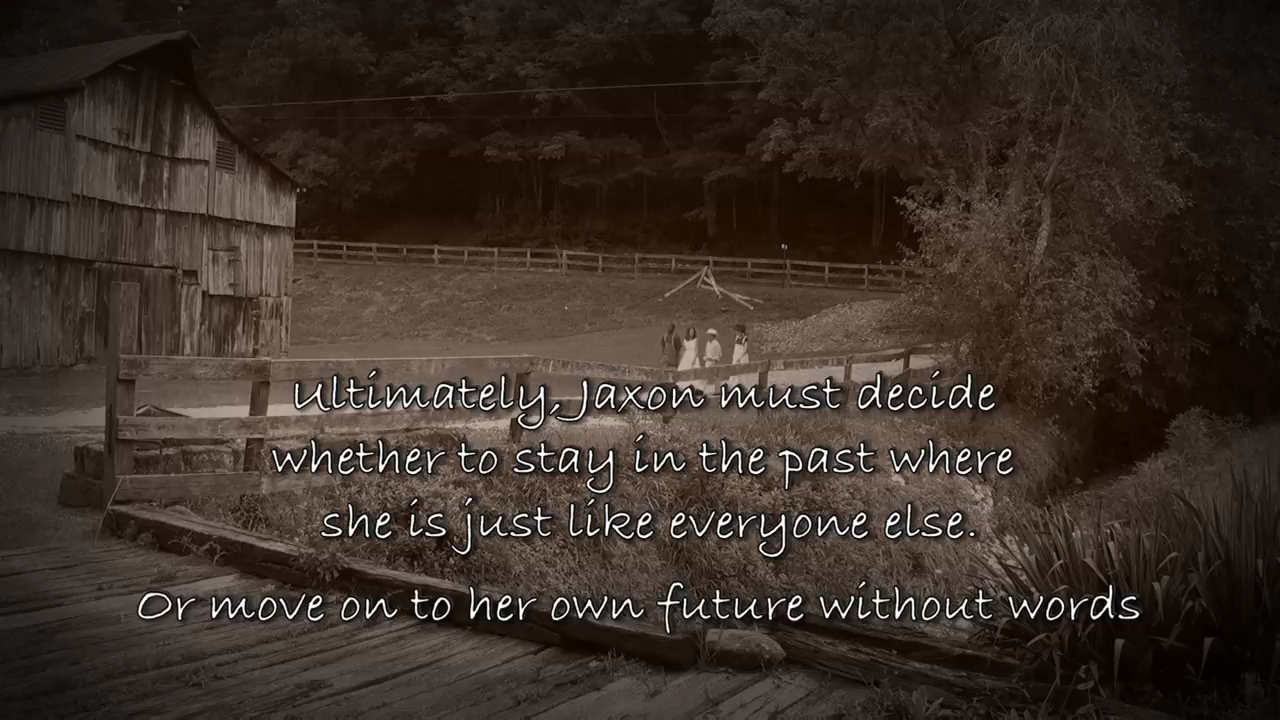 Ultimately, Jaxon must decide
whether to stay in the past where
she is just like everyone else.
Or move on to her own future without words